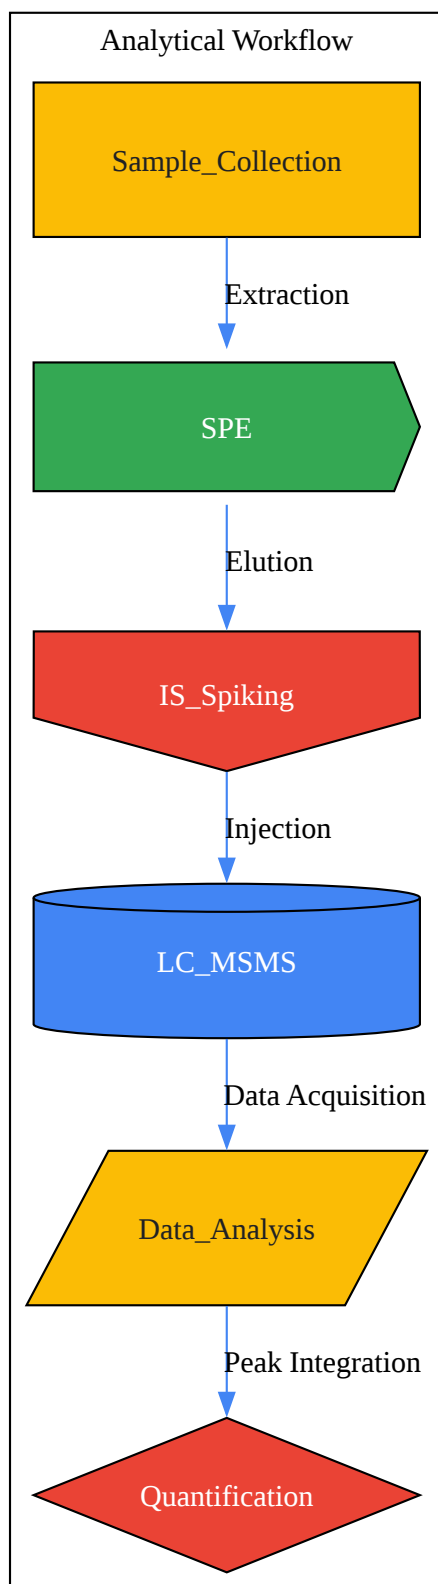 Analytical Workflow
Sample_Collection
Extraction
SPE
Elution
IS_Spiking
Injection
LC_MSMS
Data Acquisition
Data_Analysis
Peak Integration
Quantification